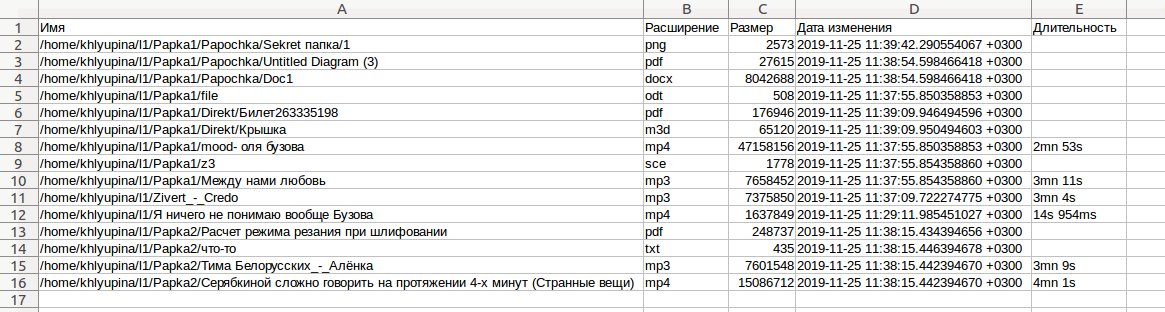 A B C D E
1 Имя Расширение Размер Дата изменения Длительность
2 /home/khlyupina/l1/Papka1/Papochka/Sekret папка/1 png 2573 2019-11-25 11:39:42.290554067 +0300
3 /home/khlyupina/l1/Papka1/Papochka/Untitled Diagram (3) pdf 27615 2019-11-25 11:38:54.598466418 +0300
4 /home/khlyupina/l1/Papka1/Papochka/Doc1 docx 8042688 2019-11-25 11:38:54.598466418 +0300
5 /home/khlyupina/l1/Papka1/file odt 508 2019-11-25 11:37:55.850358853 +0300
6 /home/khlyupina/l1/Papka1/Direkt/Билет263335198 pdf 176946 2019-11-25 11:39:09.946494596 +0300
7 /home/khlyupina/l1/Papka1/Direkt/Крышка m3d 65120 2019-11-25 11:39:09.950494603 +0300
8 /home/khlyupina/l1/Papka1/mood- оля бузова mp4 47158156 2019-11-25 11:37:55.850358853 +0300 2mn 53s
9 /home/khlyupina/l1/Papka1/z3 sce 1778 2019-11-25 11:37:55.854358860 +0300
10 /home/khlyupina/l1/Papka1/Между нами любовь mp3 7658452 2019-11-25 11:37:55.854358860 +0300 3mn 11s
11 /home/khlyupina/l1/Zivert_-_Credo mp3 7375850 2019-11-25 11:37:09.722274775 +0300 3mn 4s
12 /home/khlyupina/l1/Я ничего не понимаю вообще Бузова mp4 1637849 2019-11-25 11:29:11.985451027 +0300 14s 954ms
13 /home/khlyupina/l1/Papka2/Расчет режима резания при шлифовании pdf 248737 2019-11-25 11:38:15.434394656 +0300
14 /home/khlyupina/l1/Papka2/что-то txt 435 2019-11-25 11:38:15.446394678 +0300
15 /home/khlyupina/l1/Papka2/Тима Белорусских_-_Алёнка mp3 7601548 2019-11-25 11:38:15.442394670 +0300 3mn 9s
16 /home/khlyupina/l1/Papka2/Серябкиной сложно говорить на протяжении 4-х минут (Странные вещи) mp4 15086712 2019-11-25 11:38:15.442394670 +0300 4mn 1s
17